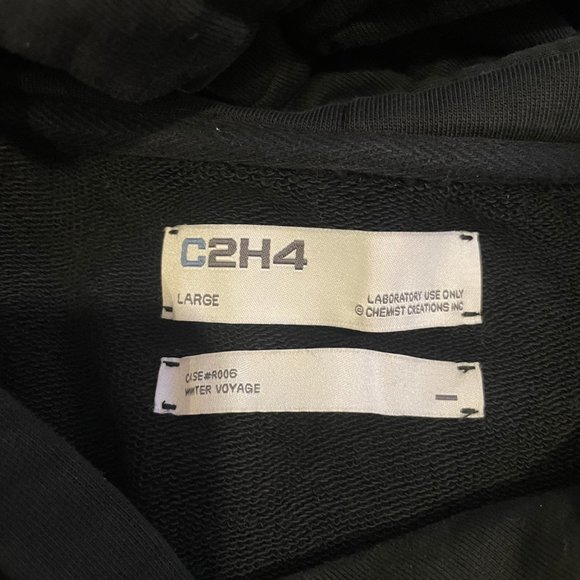 C2H4
LARGE
LABORATORY USE ONLY
© CHEMIST CREATIONS INC
CASE#R006
WINTER VOYAGE